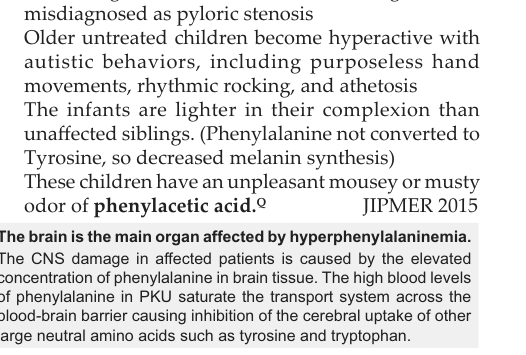 misdiagnosed as pyloric stenosis
Older untreated children become hyperactive with
autistic behaviors, including purposeless hand
movements, rhythmic rocking, and athetosis
The infants are lighter in their complexion than
unaffected siblings. (Phenylalanine not converted to
Tyrosine, so decreased melanin synthesis)
These children have an unpleasant mousey or musty
odor of phenylacetic acid.Q JIPMER 2015
The brain is the main organ affected by hyperphenylalaninemia.
The CNS damage in affected patients is caused by the elevated
concentration of phenylalanine in brain tissue. The high blood levels
of phenylalanine in PKU saturate the transport system across the
blood-brain barrier causing inhibition of the cerebral uptake of other
large neutral amino acids such as tyrosine and tryptophan.